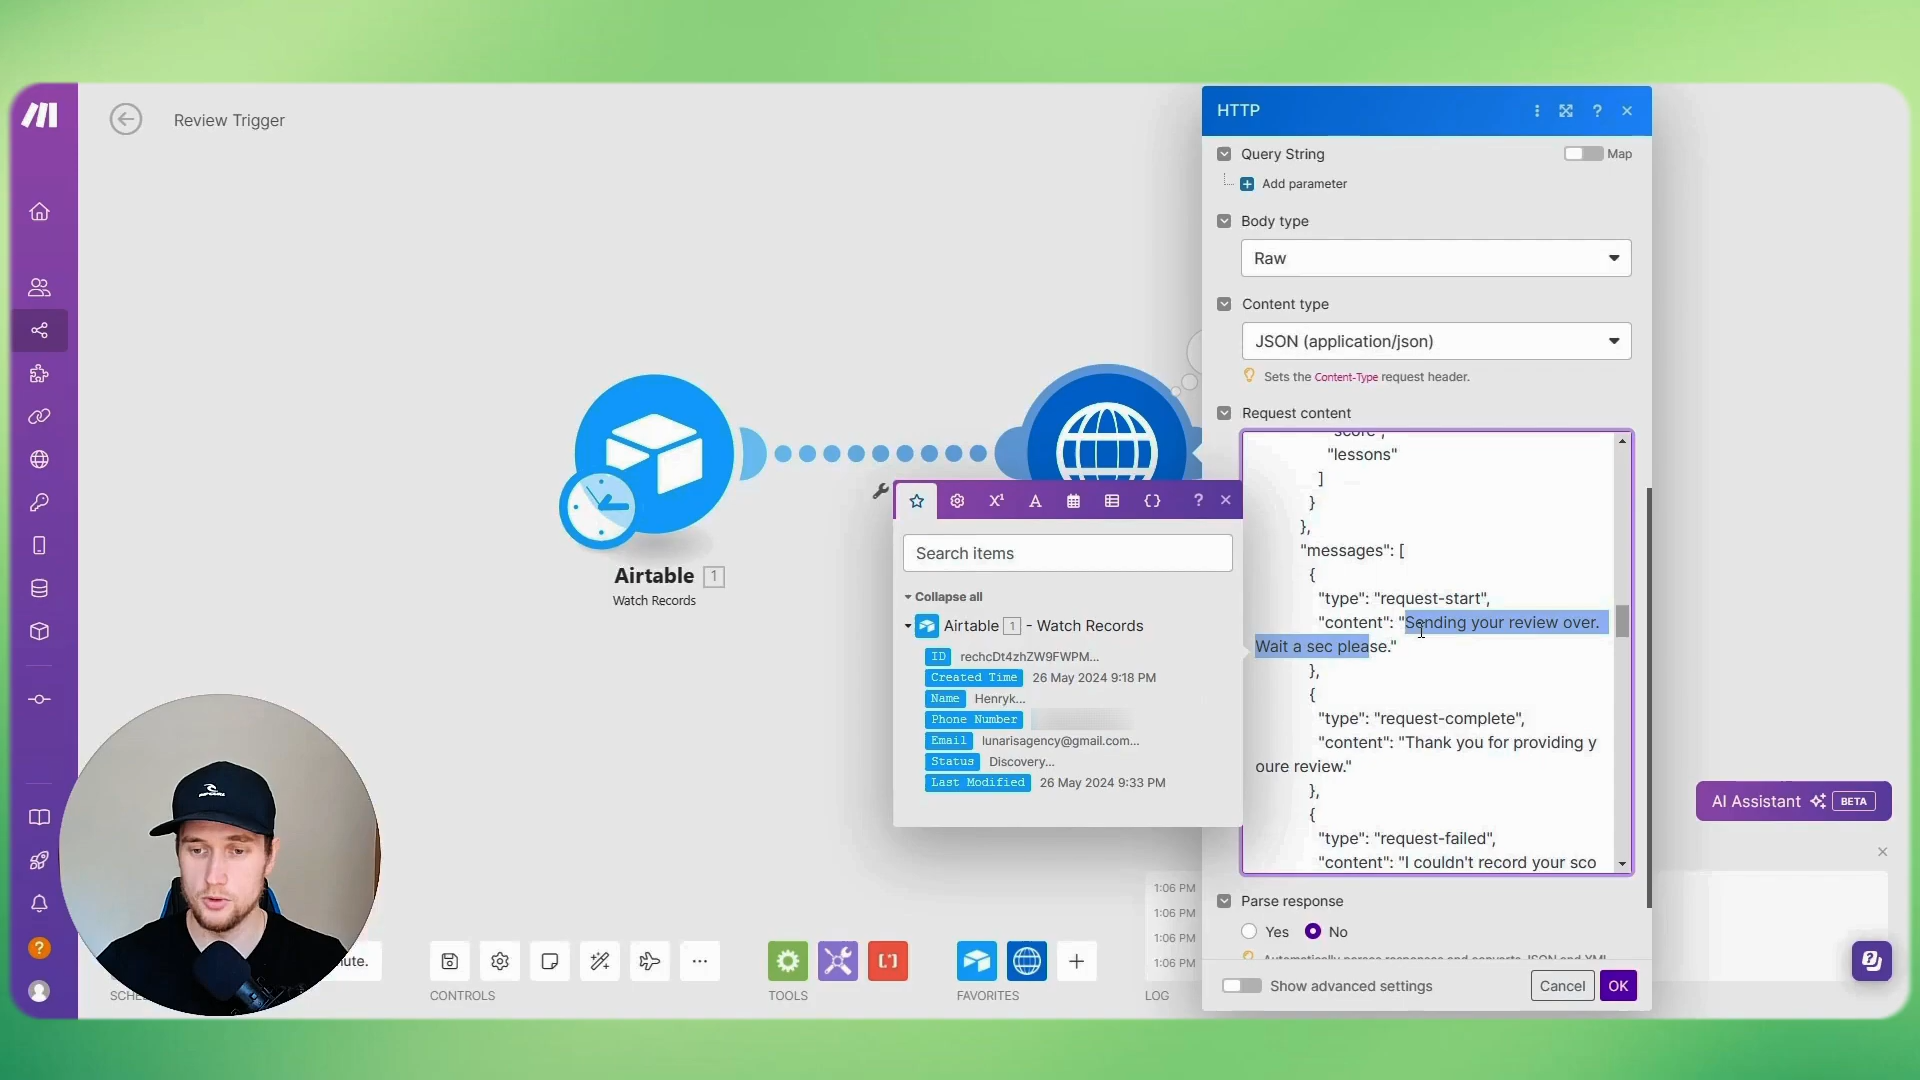 Review Trigger
HTTP
Query String
Map
Add parameter
Body type
Raw
Content type
JSON (application/json)
Sets the Content-Type request header.
Request content
"lessons"
]
}
},
"messages": [
{
"type": "request-start",
"content": "Sending your review over.
Wait a sec please."
},
{
"type": "request-complete",
"content": "Thank you for providing y
oure review."
},
{
"type": "request-failed",
"content": "I couldn't record your sco
Parse response
Yes
No
Show advanced settings
Cancel
OK
Airtable 1
Watch Records
Search items
Collapse all
Airtable 1 - Watch Records
ID rechcDt4zhZW9FWPM...
Created Time 26 May 2024 9:18 PM
Name Henryk...
Phone Number
Email lunarisagency@gmail.com...
Status Discovery...
Last Modified 26 May 2024 9:33 PM
AI Assistant BETA
1:06 PM
1:06 PM
1:06 PM
1:06 PM
CONTROLS
TOOLS
FAVORITES
LOG